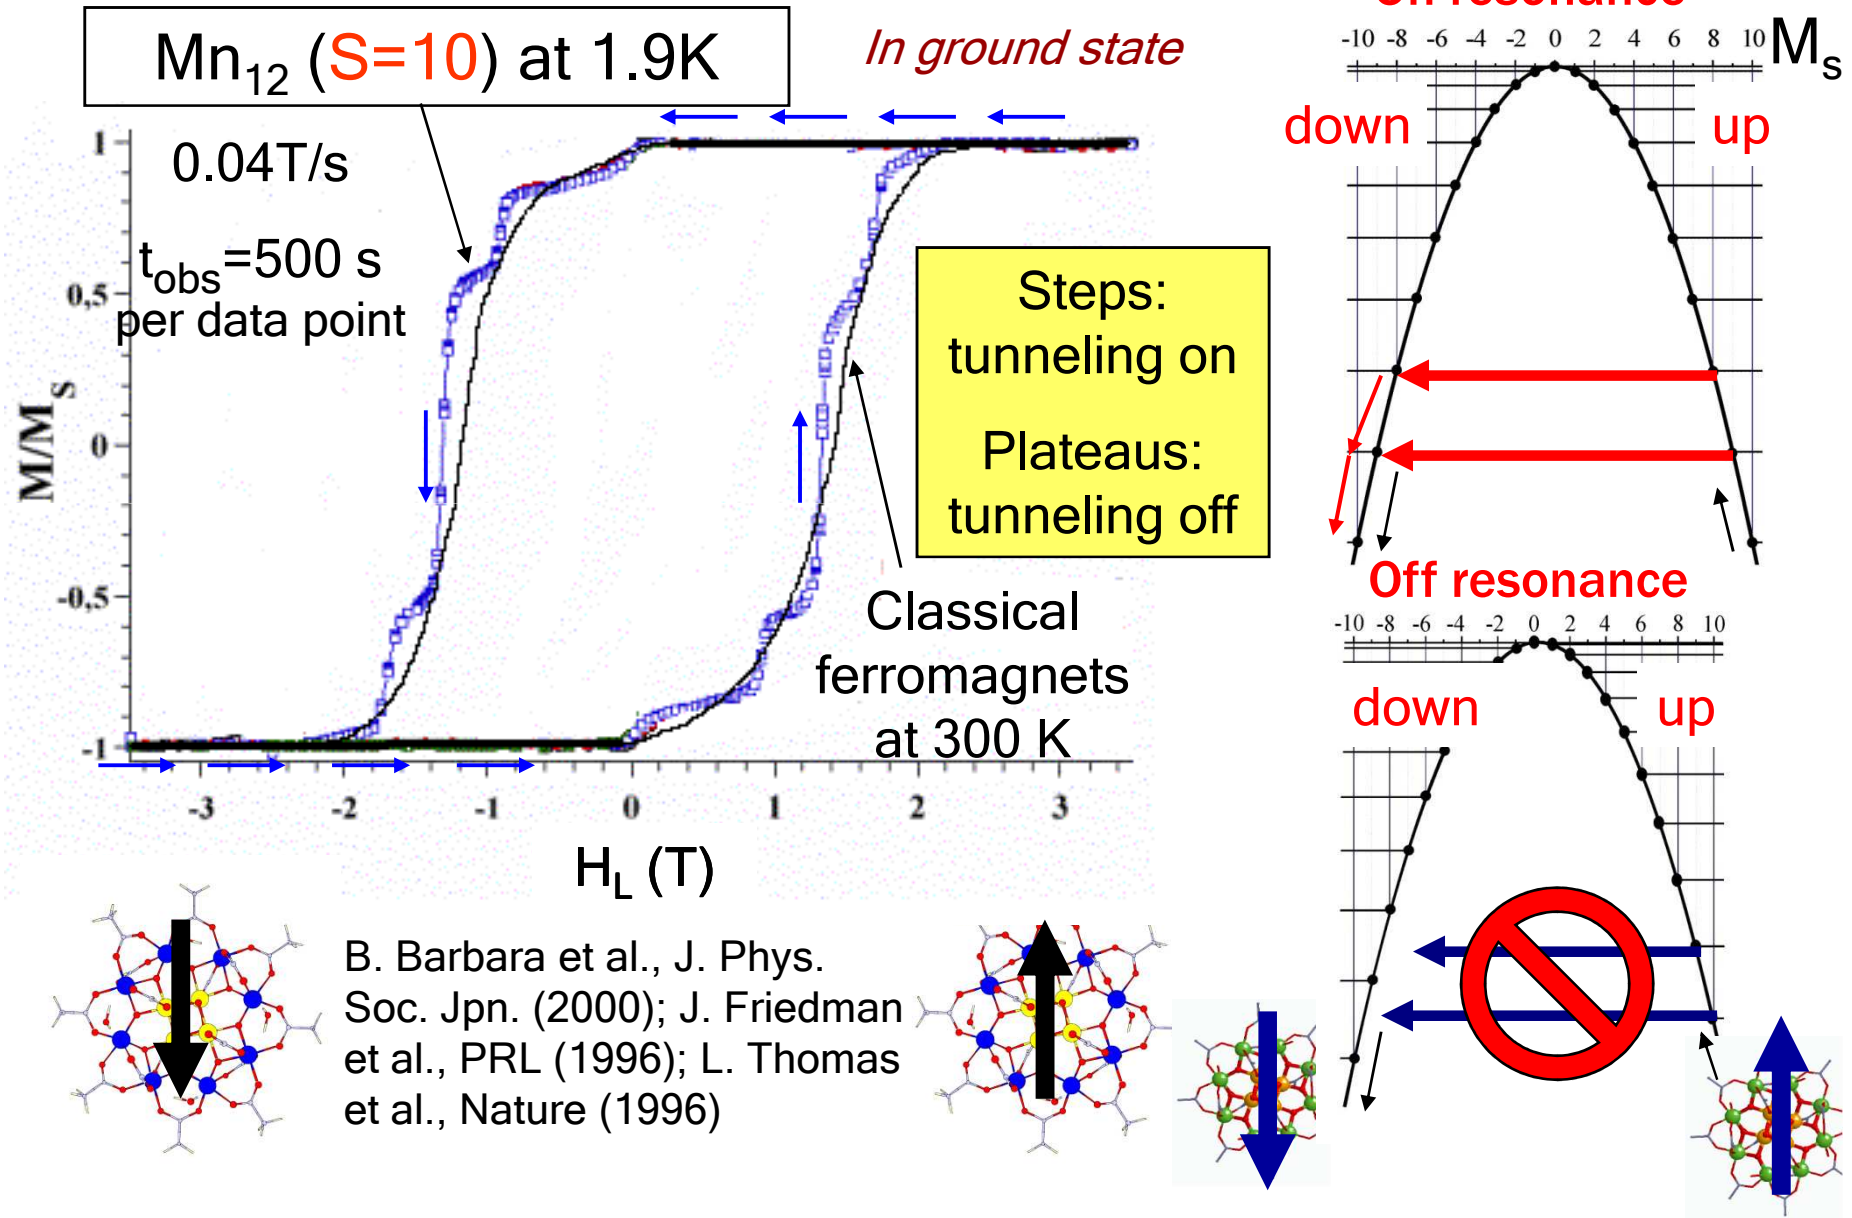 Mn12 (S=10) at 1.9K
In ground state
0.04T/s
tobs=500 s
per data point
1
0,5
0
-0,5
-1
M/MS
-3 -2 -1 0 1 2 3
HL (T)
Steps:
tunneling on
Plateaus:
tunneling off
Classical
ferromagnets
at 300 K
B. Barbara et al., J. Phys.
Soc. Jpn. (2000); J. Friedman
et al., PRL (1996); L. Thomas
et al., Nature (1996)
On resonance
-10 -8 -6 -4 -2 0 2 4 6 8 10 Ms
down up
Off resonance
-10 -8 -6 -4 -2 0 2 4 6 8 10
down up